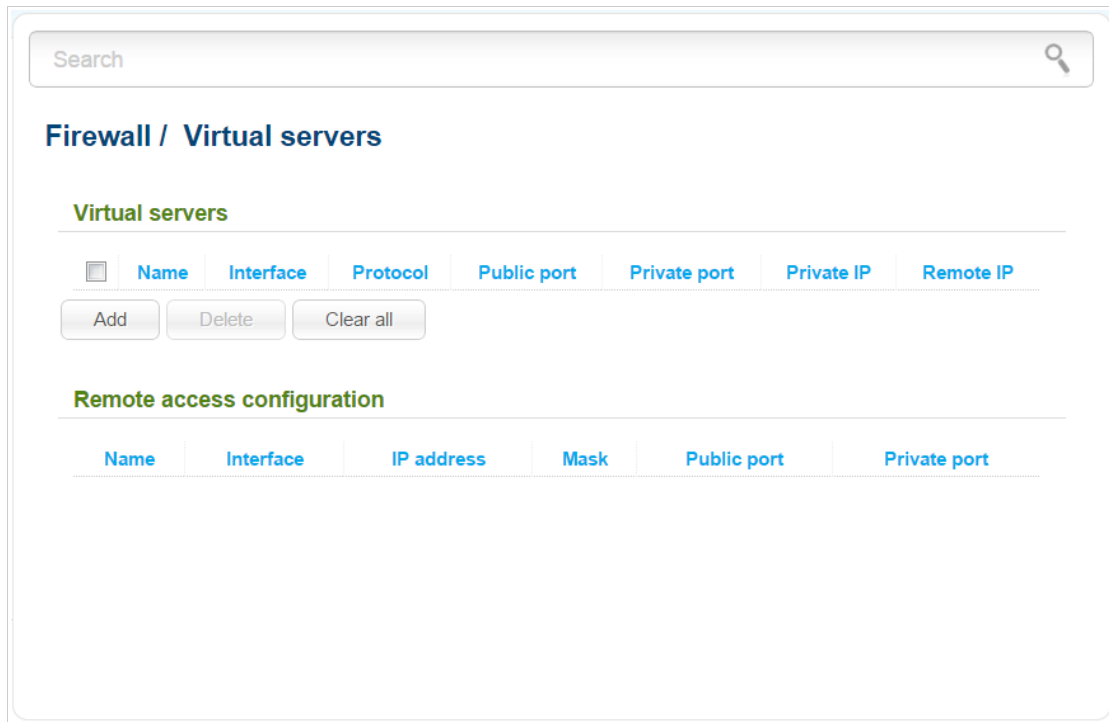 Search
Firewall / Virtual servers
Virtual servers
Name Interface Protocol Public port Private port Private IP Remote IP
Add Delete Clear all
Remote access configuration
Name Interface IP address Mask Public port Private port